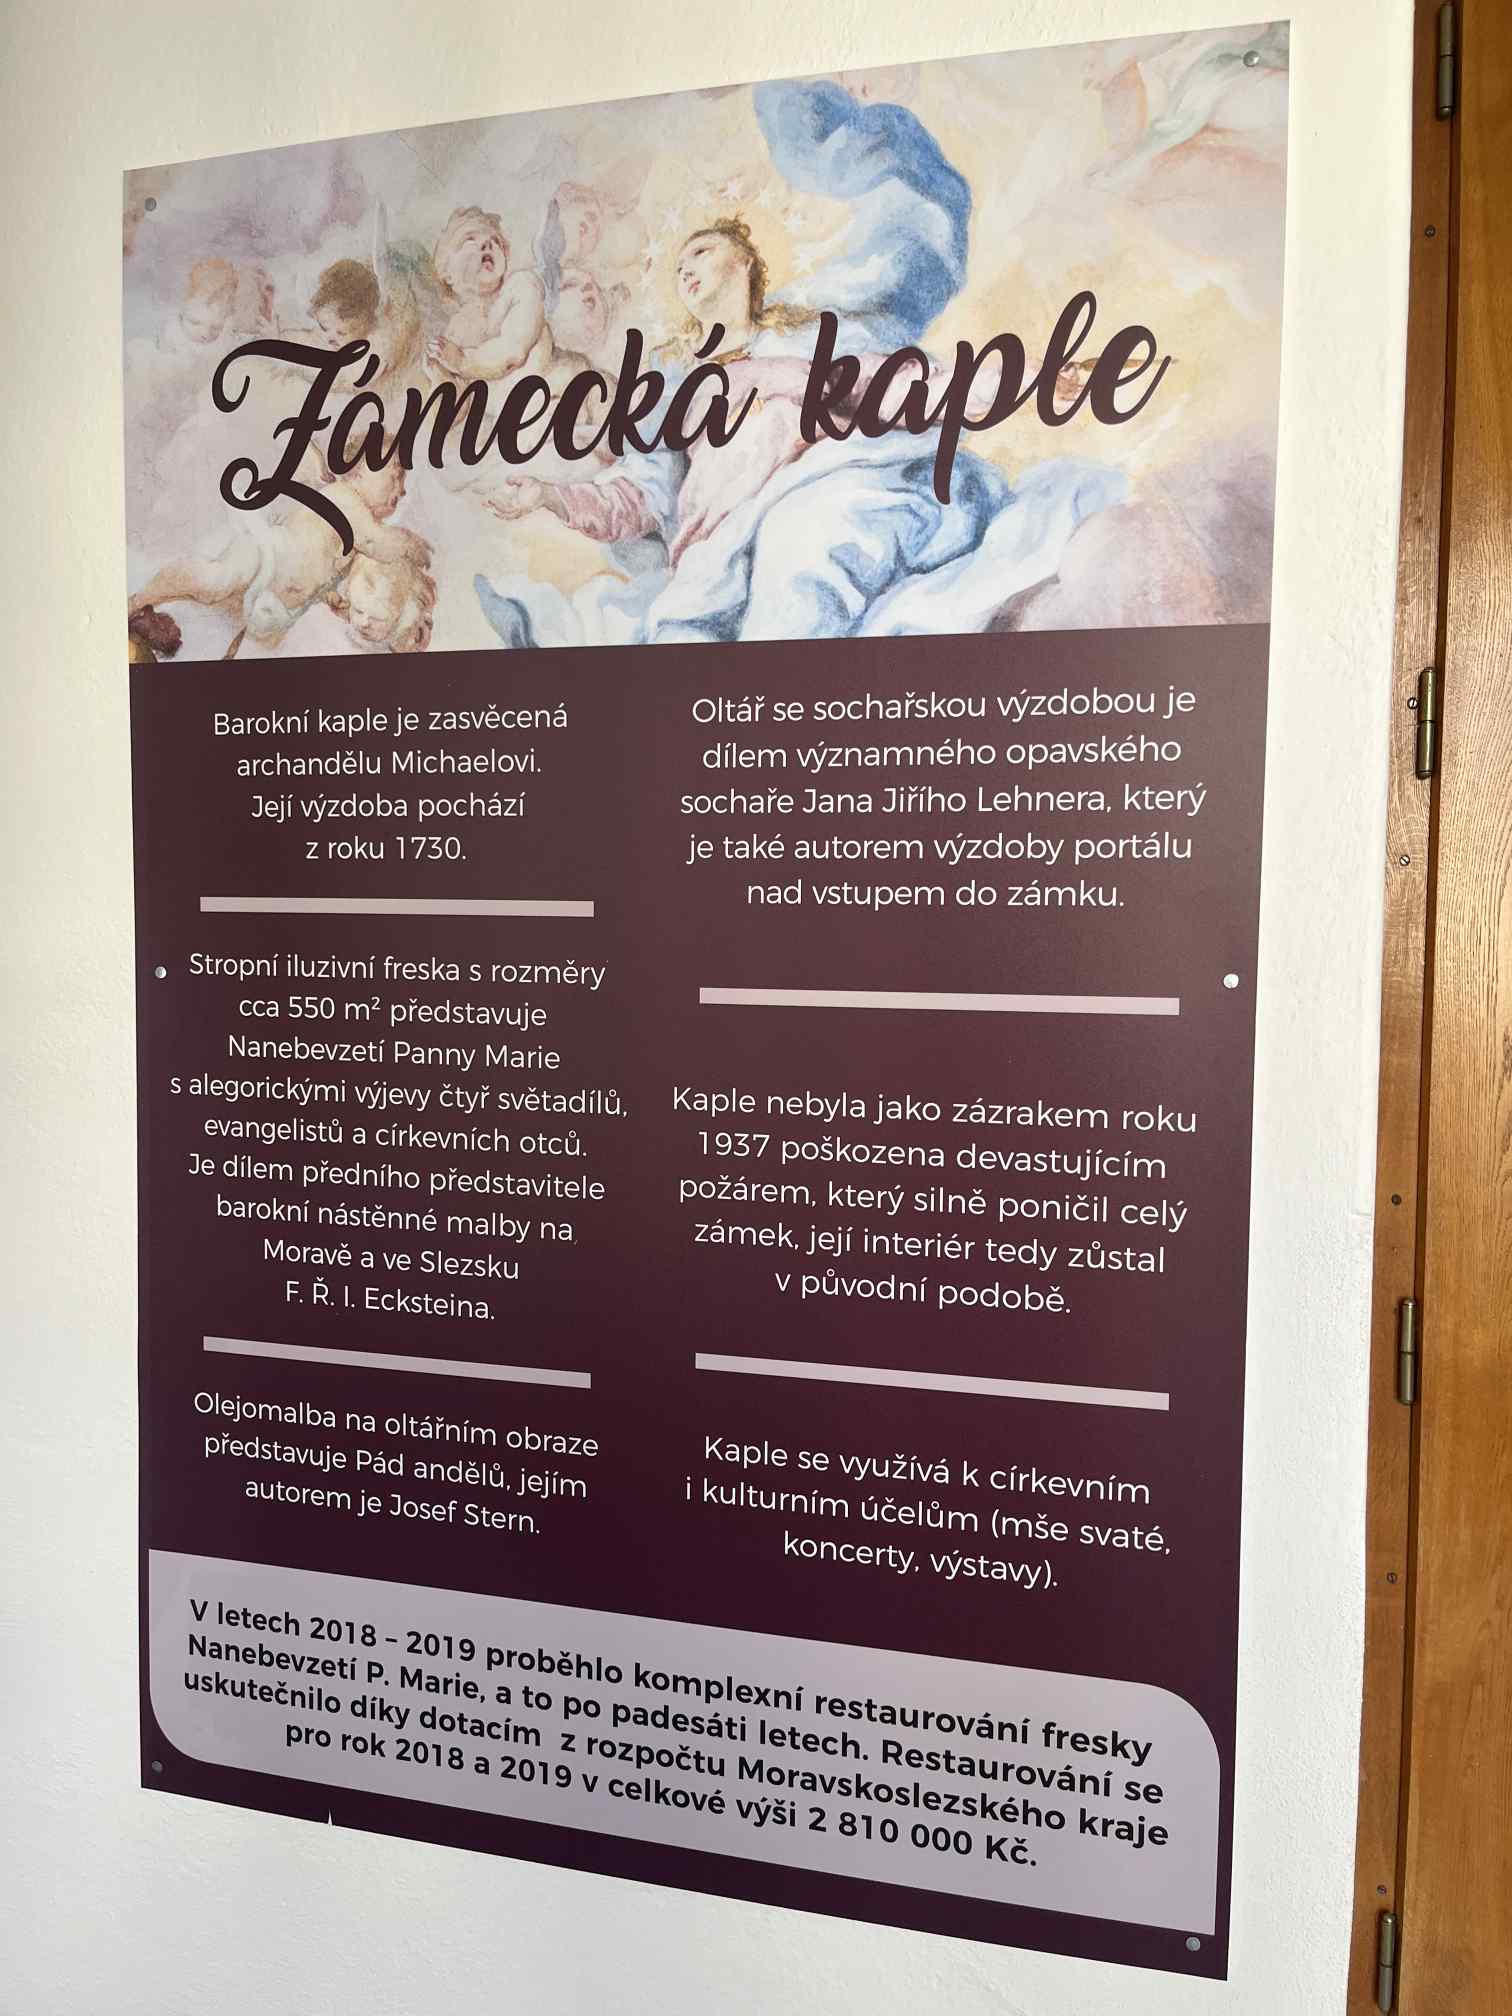 Zámecká kaple
Barokní kaple je zasvěcená
archandělu Michaelovi.
Její výzdoba pochází
z roku 1730.
Stropní iluzivní freska s rozměry
cca 550 m² představuje
Nanebevzetí Panny Marie
s alegorickými výjevy čtyř světadílů,
evangelistů a církevních otců.
Je dílem předního představitele
barokní nástěnné malby na
Moravě a ve Slezsku
F. Ř. I. Ecksteina.
Olejomalba na oltářním obraze
představuje Pád andělů, jejím
autorem je Josef Stern.
Oltář se sochařskou výzdobou je
dílem významného opavského
sochaře Jana Jiřího Lehnera, který
je také autorem výzdoby portálu
nad vstupem do zámku.
Kaple nebyla jako zázrakem roku
1937 poškozena devastujícím
požárem, který silně poničil celý
zámek, její interiér tedy zůstal
v původní podobě.
Kaple se využívá k církevním
i kulturním účelům (mše svaté,
koncerty, výstavy).
V letech 2018 – 2019 proběhlo komplexní restaurování fresky
Nanebevzetí P. Marie, a to po padesáti letech. Restaurování se
uskutečnilo díky dotacím z rozpočtu Moravskoslezského kraje
pro rok 2018 a 2019 v celkové výši 2 810 000 Kč.